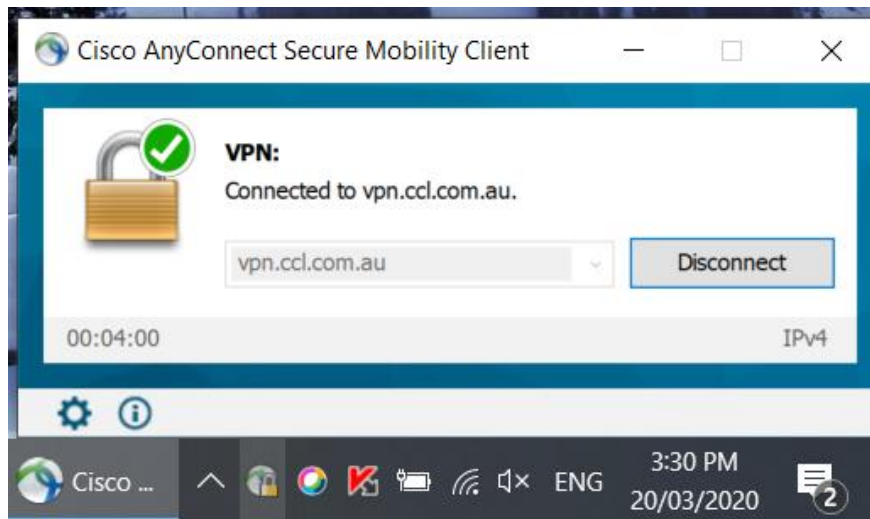 Cisco AnyConnect Secure Mobility Client
VPN:
Connected to vpn.ccl.com.au.
vpn.ccl.com.au
Disconnect
00:04:00
IPv4
Cisco ...
ENG
3:30 PM
20/03/2020
2